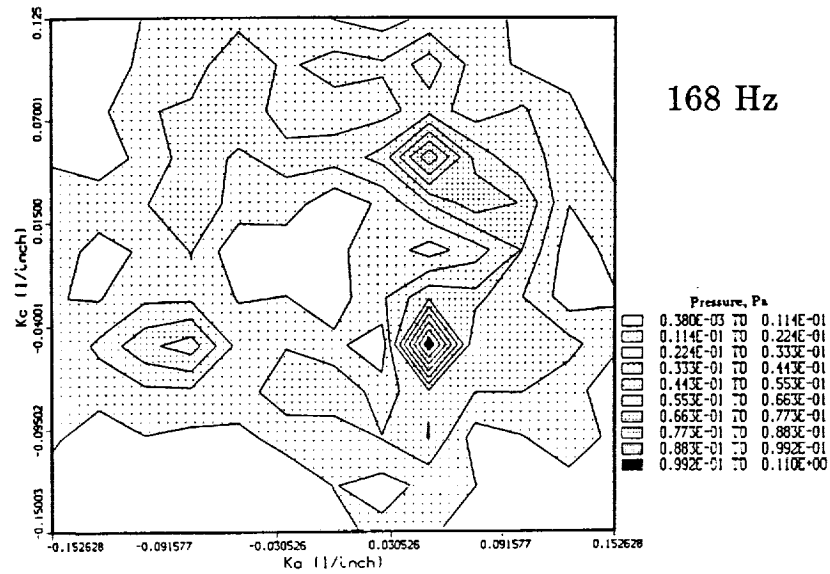 168 Hz
0.125
0.07001
0.01500
-0.04001
-0.09502
-0.15003
Kc (1/inch)
-0.152628 -0.091577 -0.030526 0.030526 0.091577 0.152628
Ka (1/inch)
Pressure, Pa
0.380E-03 TO 0.114E-01
0.114E-01 TO 0.224E-01
0.224E-01 TO 0.333E-01
0.333E-01 TO 0.443E-01
0.443E-01 TO 0.553E-01
0.553E-01 TO 0.663E-01
0.663E-01 TO 0.773E-01
0.773E-01 TO 0.883E-01
0.883E-01 TO 0.992E-01
0.992E-01 TO 0.110E+00